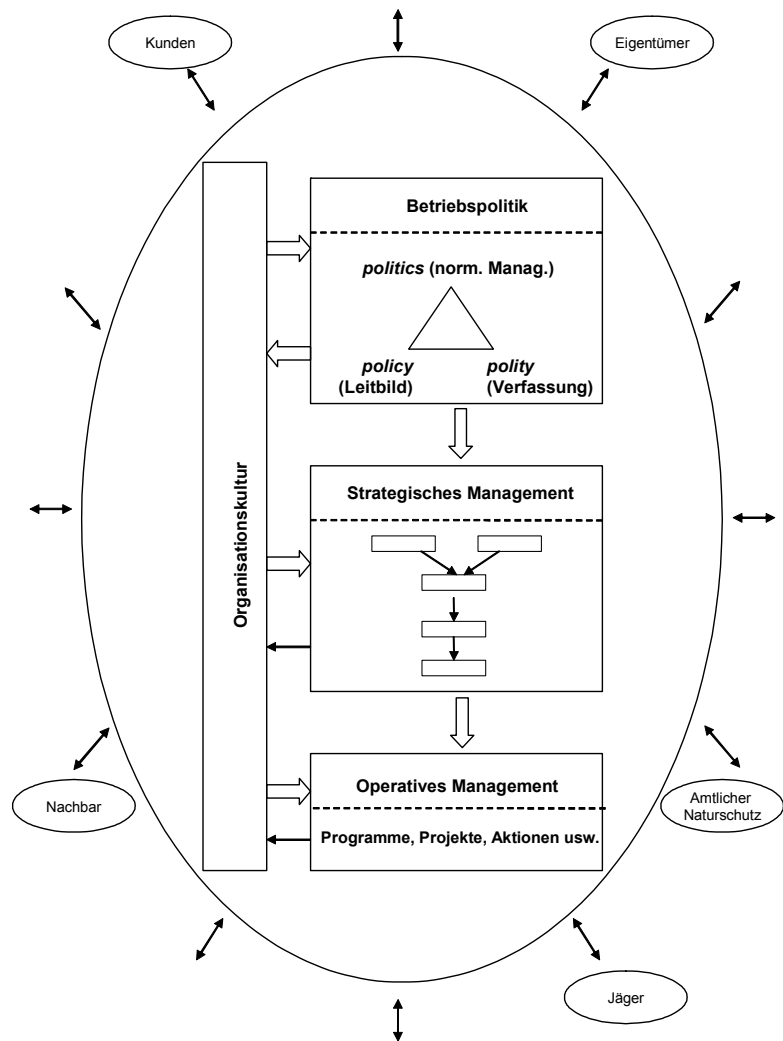 Kunden
Eigentümer
Betriebspolitik
politics (norm. Manag.)
policy
(Leitbild)
polity
(Verfassung)
Organisationskultur
Strategisches Management
Operatives Management
Programme, Projekte, Aktionen usw.
Nachbar
Amtlicher
Naturschutz
Jäger